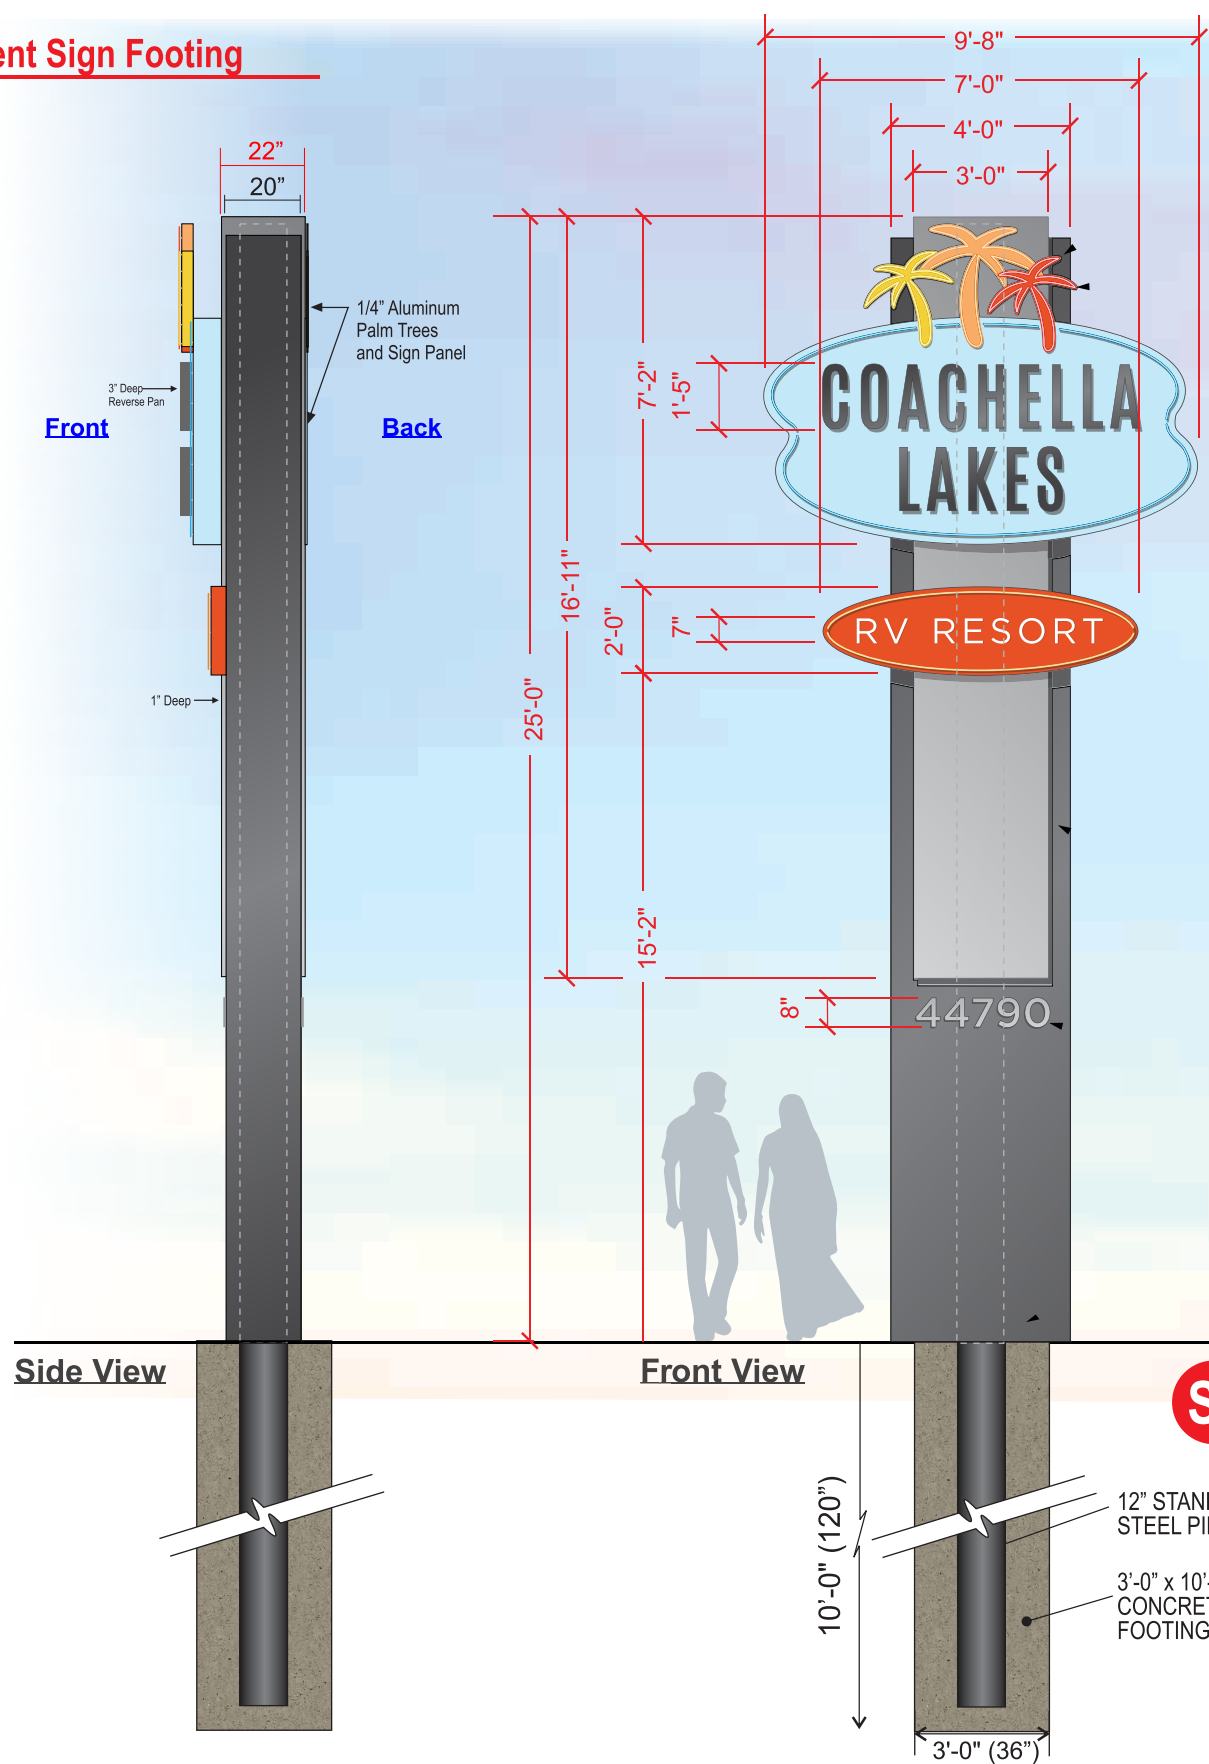 ent Sign Footing
9'-8"
7'-0"
4'-0"
3'-0"
22”
20”
1/4” Aluminum
Palm Trees
and Sign Panel
3” Deep
Reverse Pan
Front
Back
1” Deep
7'-2"
1'-5"
16'-11"
2'-0"
7"
25'-0"
15'-2"
8"
COACHELLA
LAKES
RV RESORT
44790
Side View
Front View
S
10’-0” (120”)
12” STAN
STEEL PI
3’-0” x 10’-
CONCRET
FOOTING
3'-0" (36”)